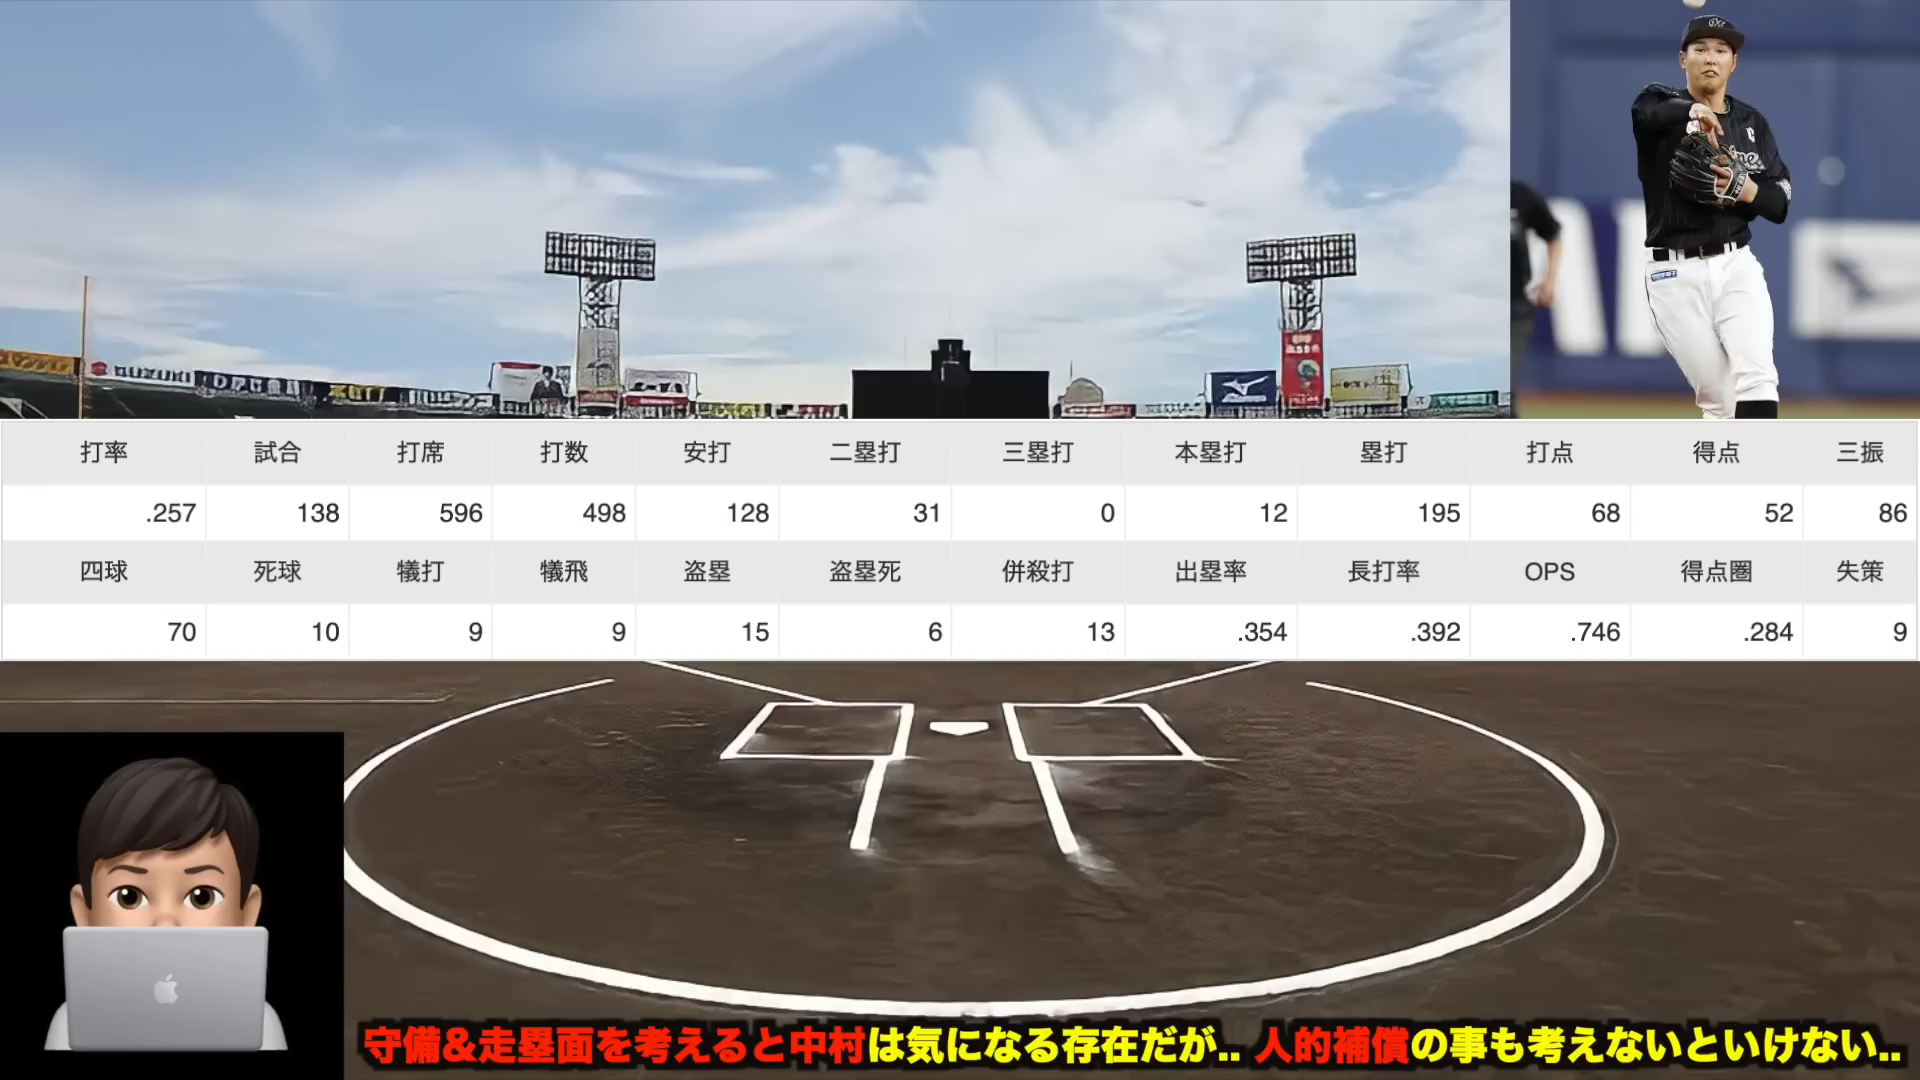 SUZUKI
打率 試合 打席 打数 安打 二塁打 三塁打 本塁打 塁打 打点 得点 三振
.257 138 596 498 128 31 0 12 195 68 52 86
四球 死球 犠打 犠飛 盗塁 盗塁死 併殺打 出塁率 長打率 OPS 得点圏 失策
70 10 9 9 15 6 13 .354 .392 .746 .284 9
守備&走塁面を考えると中村は気になる存在だが.. 人的補償の事も考えないといけない..